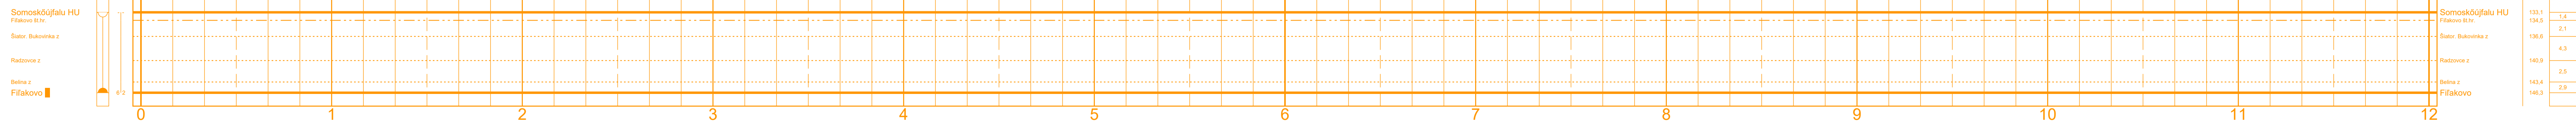 Somoskőújfalu HU
Fiľakovo št.hr.
Šiator. Bukovinka z
Radzovce z
Belina z
Fiľakovo
Somoskőújfalu HU 133,1
Fiľakovo št.hr. 134,5
1,4
2,1
Šiator. Bukovinka z 136,6
4,3
Radzovce z 140,9
2,5
Belina z 143,4
2,9
Fiľakovo 146,3
0 1 2 3 4 5 6 7 8 9 10 11 12